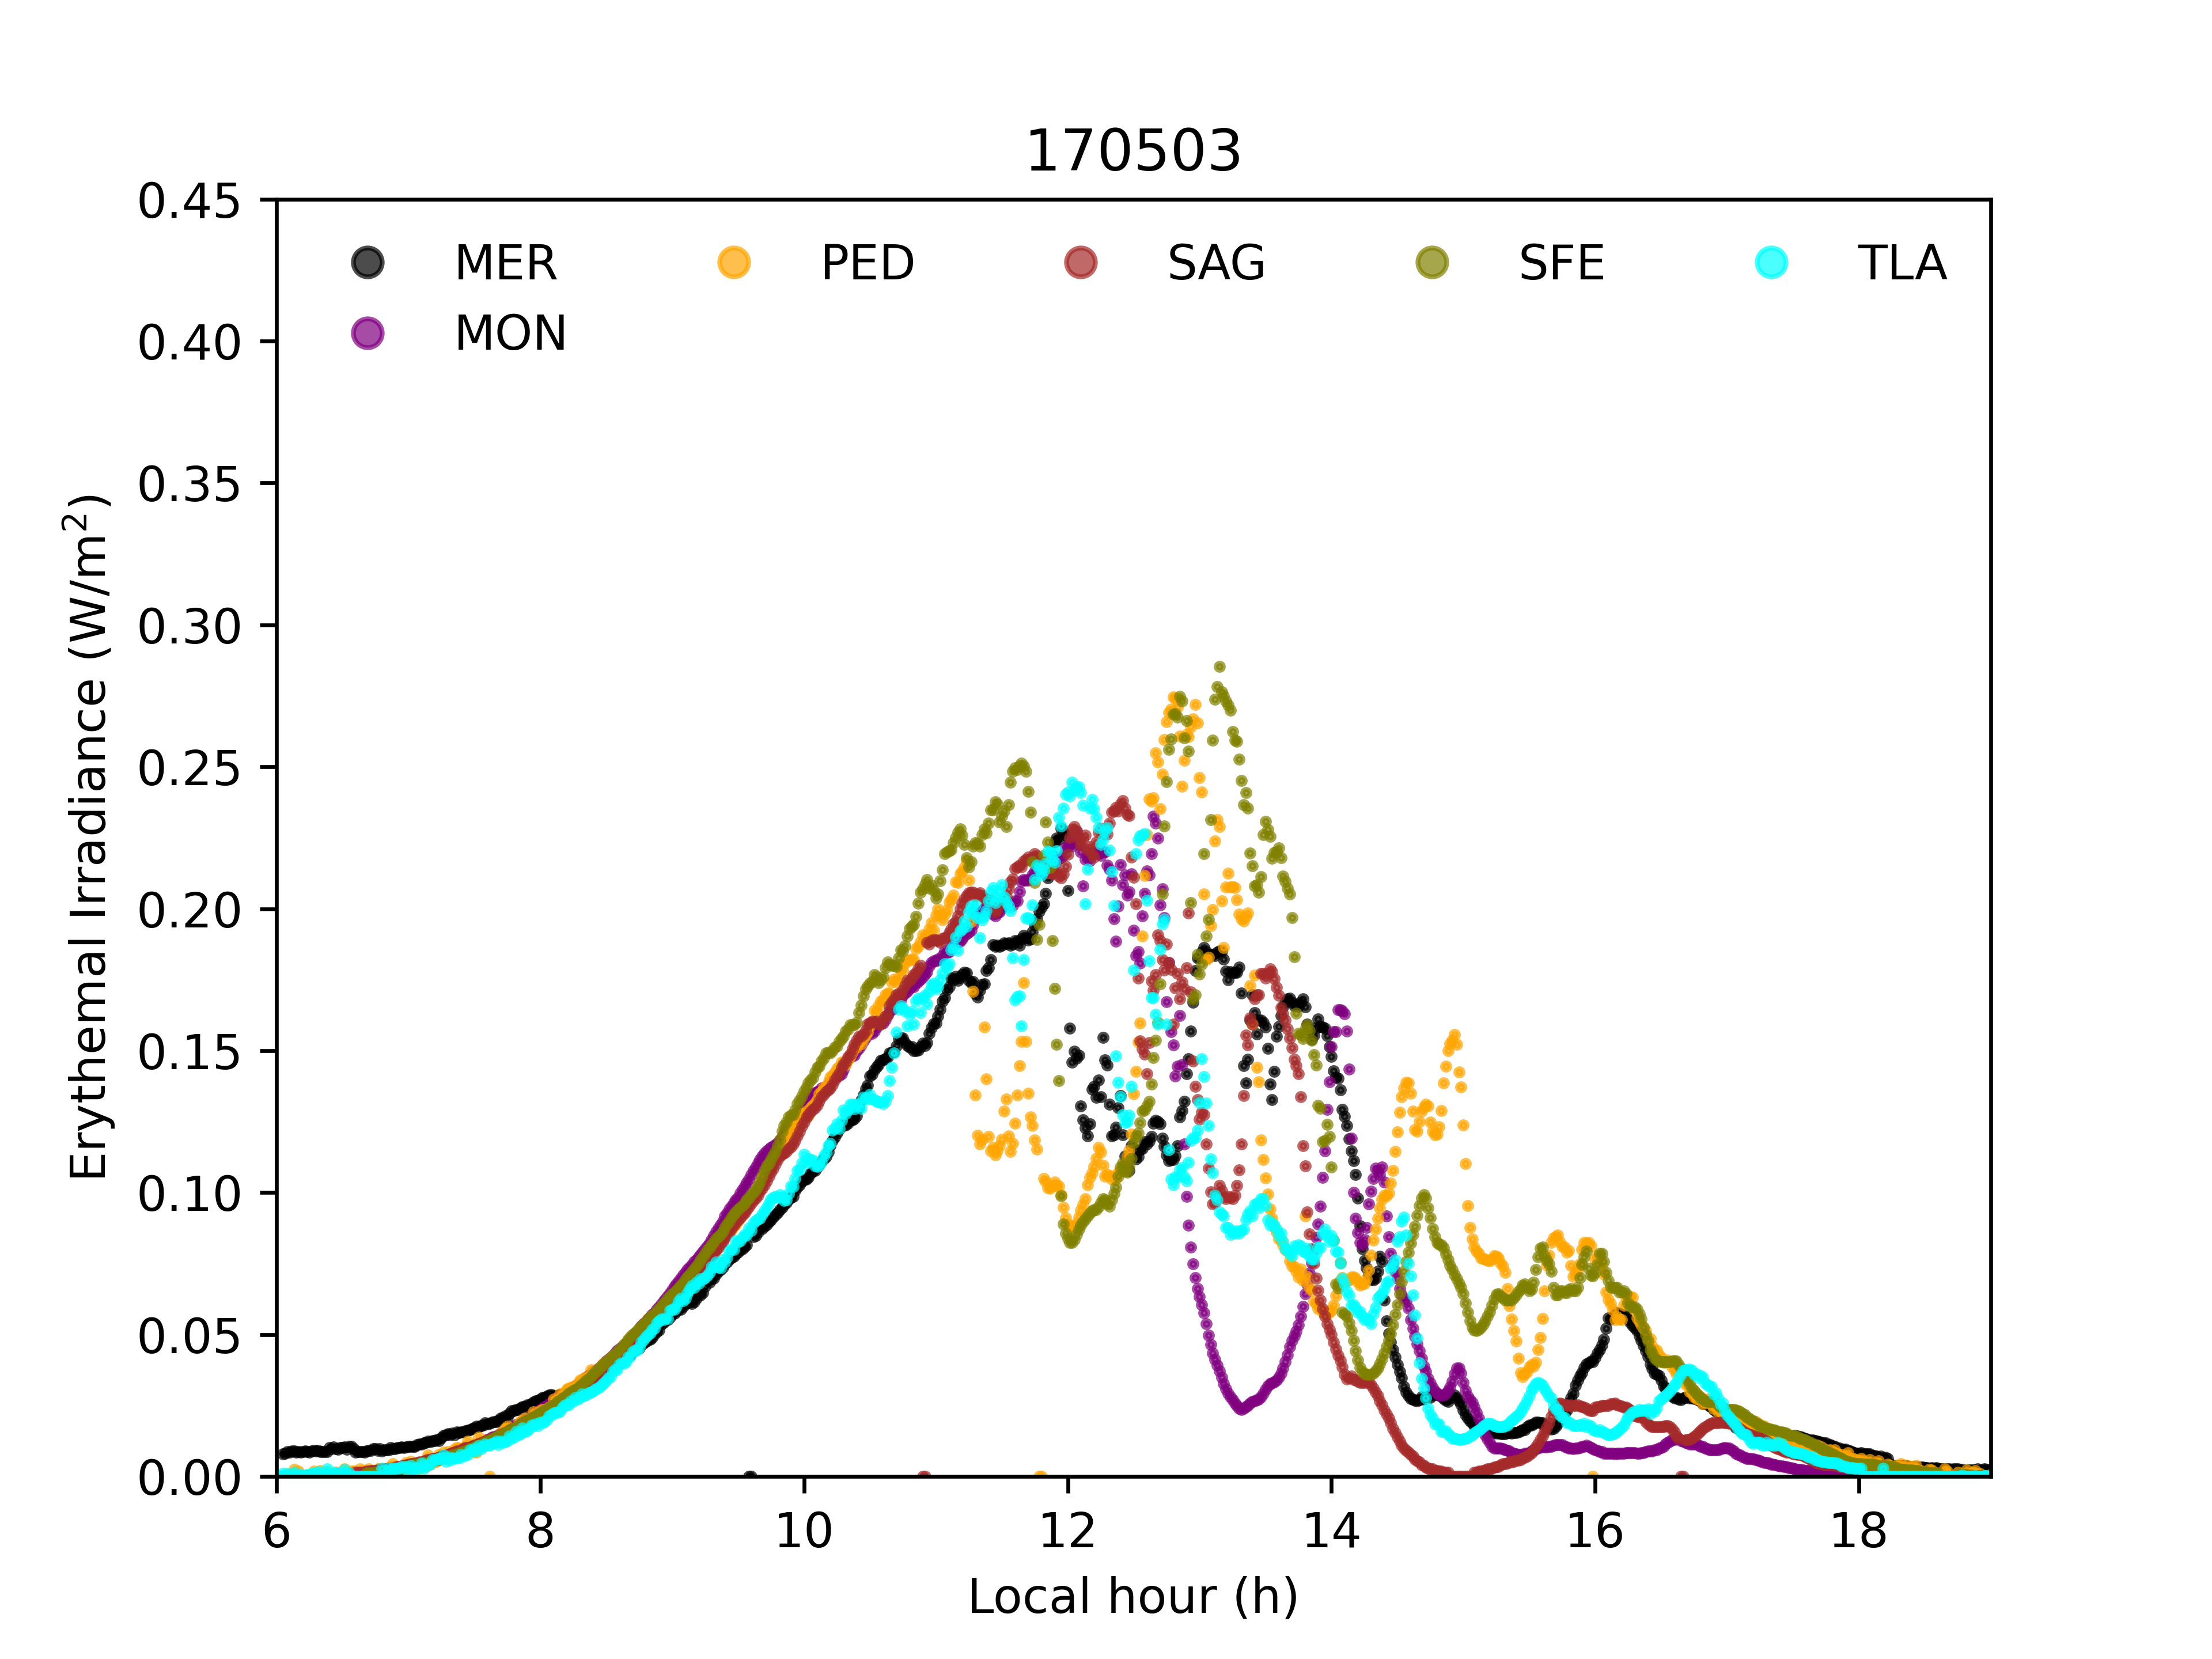 170503
MER PED SAG SFE TLA
MON
0.45
0.40
0.35
0.30
0.25
0.20
0.15
0.10
0.05
0.00
Erythemal Irradiance (W/m²)
6 8 10 12 14 16 18
Local hour (h)